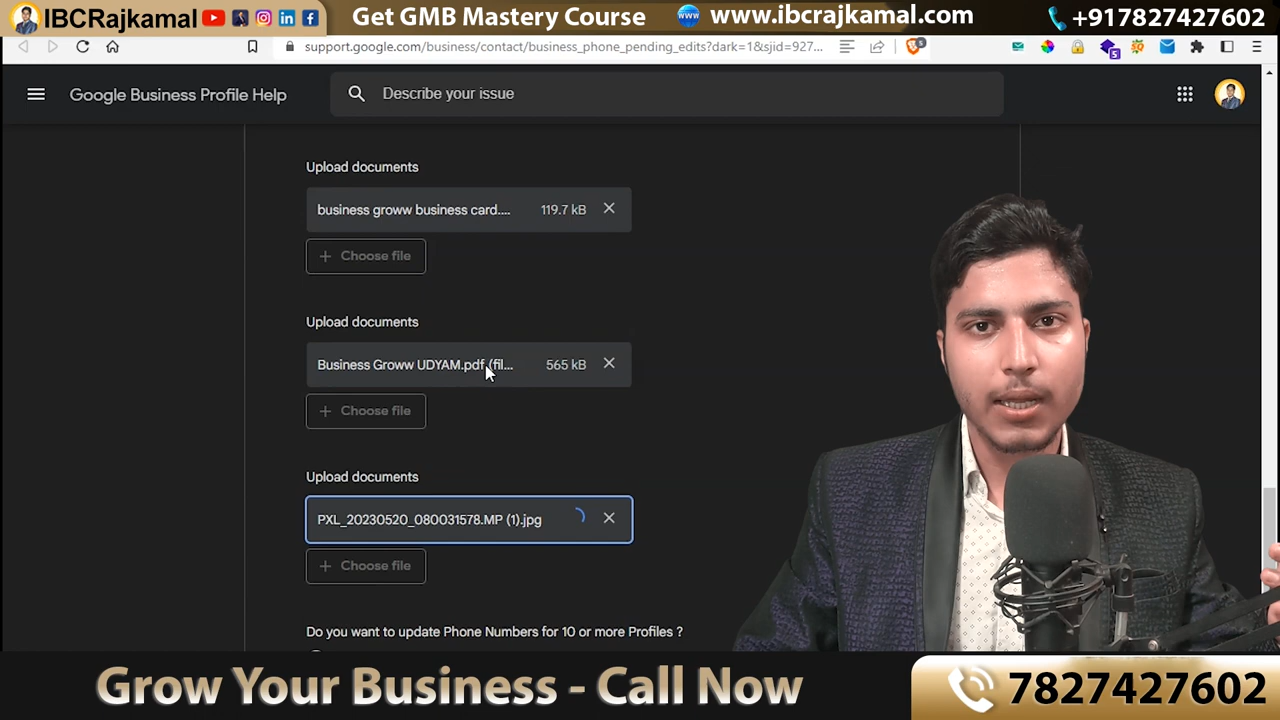 IBCRajkamal
Get GMB Mastery Course
www
www.ibcrajkamal.com
+917827427602
support.google.com/business/contact/business_phone_pending_edits?dark=1&sjid=927...
5
5
Google Business Profile Help
Describe your issue
Upload documents
business groww business card.... 119.7 kB
+ Choose file
Upload documents
Business Groww UDYAM.pdf (fil... 565 kB
+ Choose file
Upload documents
PXL_20230520_080031578.MP (1).jpg
+ Choose file
Do you want to update Phone Numbers for 10 or more Profiles ?
Grow Your Business - Call Now
7827427602